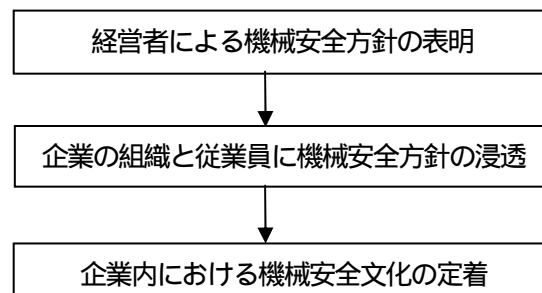 経営者による機械安全方針の表明
企業の組織と従業員に機械安全方針の浸透
企業内における機械安全文化の定着